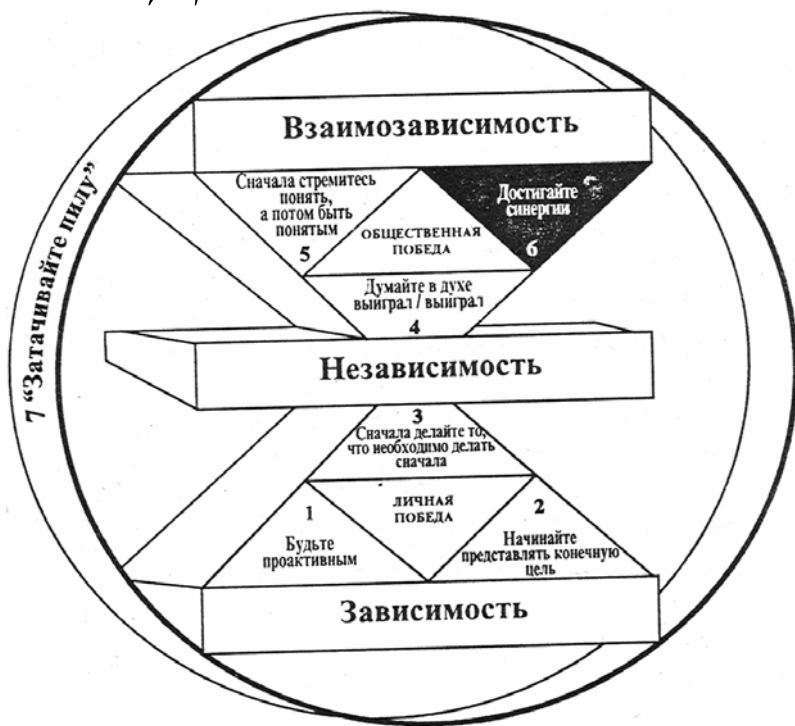 Взаимозависимость
Сначала стремитесь
понять,
а потом быть
понятым
5
ОБЩЕСТВЕННАЯ
ПОБЕДА
Достигайте
синергии
6
Думайте в духе
выиграл / выиграл
4
7 “Затачивайте пилу”
Независимость
3
Сначала делайте то,
что необходимо делать
сначала
1
Будьте
проактивным
ЛИЧНАЯ
ПОБЕДА
2
Начинайте
представлять конечную
цель
Зависимость